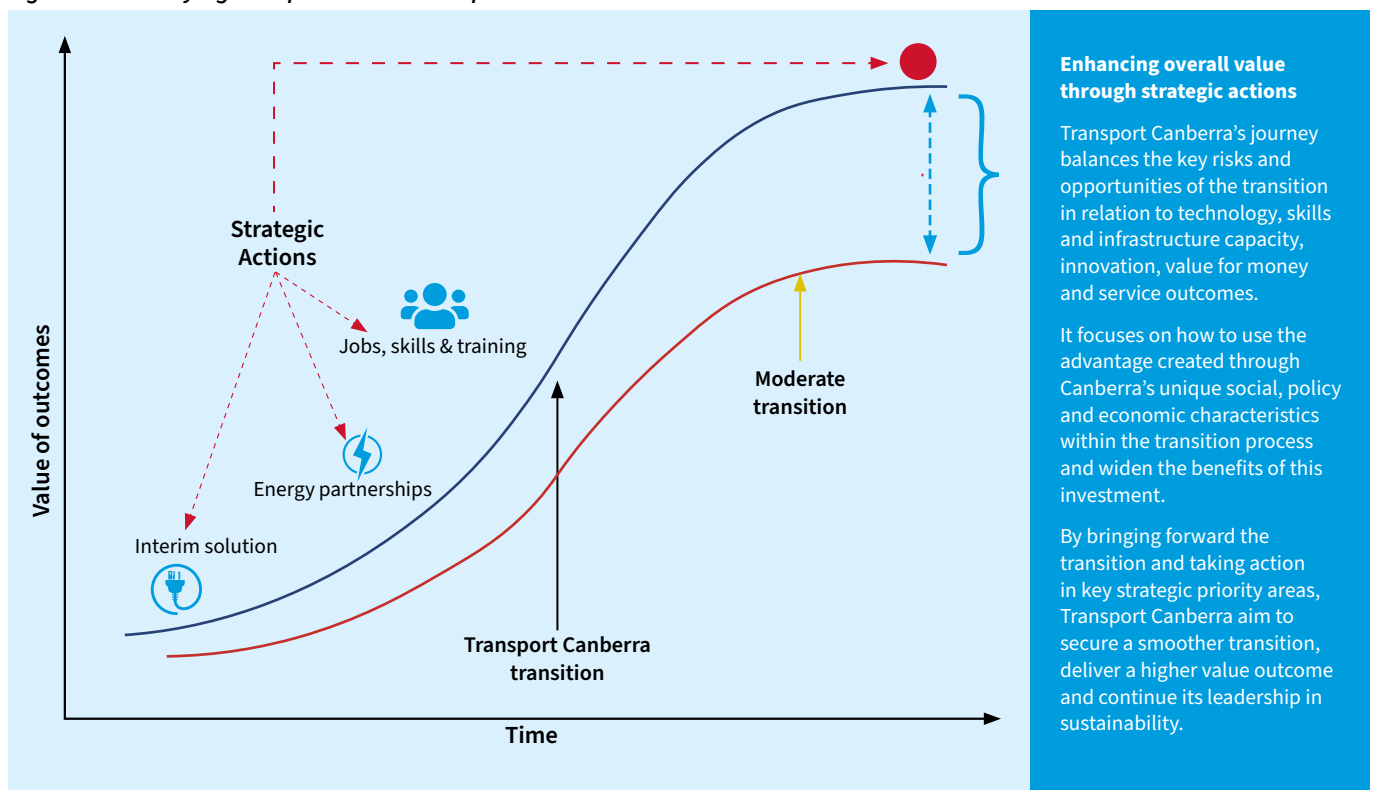 Strategic
Actions
Jobs, skills & training
Energy partnerships
Interim solution
Moderate
transition
Transport Canberra
transition
Value of outcomes
Time
Enhancing overall value
through strategic actions
Transport Canberra’s journey
balances the key risks and
opportunities of the transition
in relation to technology, skills
and infrastructure capacity,
innovation, value for money
and service outcomes.
It focuses on how to use the
advantage created through
Canberra’s unique social, policy
and economic characteristics
within the transition process
and widen the benefits of this
investment.
By bringing forward the
transition and taking action
in key strategic priority areas,
Transport Canberra aim to
secure a smoother transition,
deliver a higher value outcome
and continue its leadership in
sustainability.